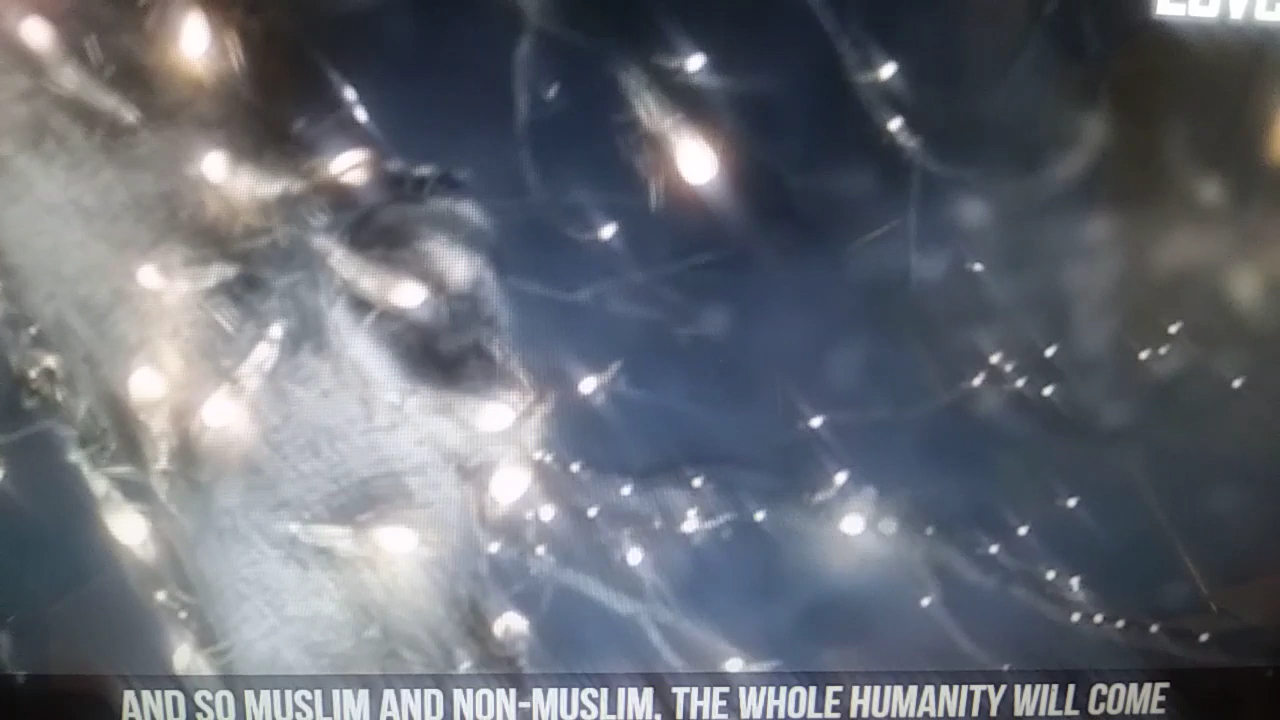 AND SO MUSLIM AND NON-MUSLIM, THE WHOLE HUMANITY WILL COME